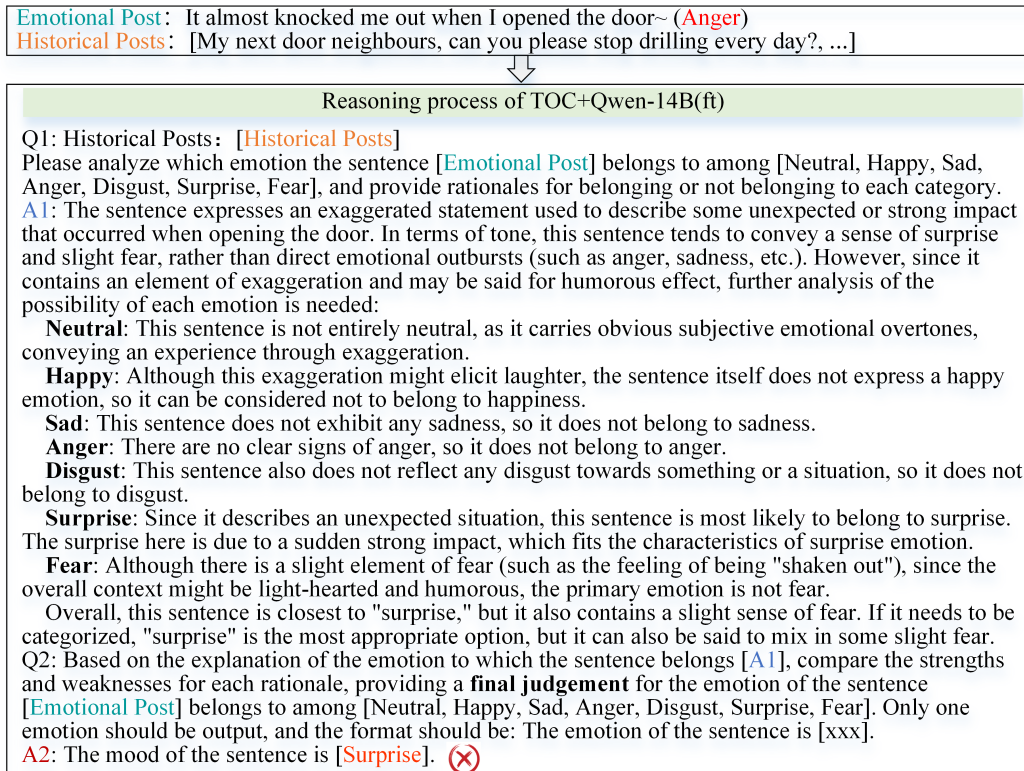 Emotional Post：It almost knocked me out when I opened the door~ (Anger)
Historical Posts：[My next door neighbours, can you please stop drilling every day?, ...]
Reasoning process of TOC+Qwen-14B(ft)
Q1: Historical Posts：[Historical Posts]
Please analyze which emotion the sentence [Emotional Post] belongs to among [Neutral, Happy, Sad,
Anger, Disgust, Surprise, Fear], and provide rationales for belonging or not belonging to each category.
A1: The sentence expresses an exaggerated statement used to describe some unexpected or strong impact
that occurred when opening the door. In terms of tone, this sentence tends to convey a sense of surprise
and slight fear, rather than direct emotional outbursts (such as anger, sadness, etc.). However, since it
contains an element of exaggeration and may be said for humorous effect, further analysis of the
possibility of each emotion is needed:
Neutral: This sentence is not entirely neutral, as it carries obvious subjective emotional overtones,
conveying an experience through exaggeration.
Happy: Although this exaggeration might elicit laughter, the sentence itself does not express a happy
emotion, so it can be considered not to belong to happiness.
Sad: This sentence does not exhibit any sadness, so it does not belong to sadness.
Anger: There are no clear signs of anger, so it does not belong to anger.
Disgust: This sentence also does not reflect any disgust towards something or a situation, so it does not
belong to disgust.
Surprise: Since it describes an unexpected situation, this sentence is most likely to belong to surprise.
The surprise here is due to a sudden strong impact, which fits the characteristics of surprise emotion.
Fear: Although there is a slight element of fear (such as the feeling of being "shaken out"), since the
overall context might be light-hearted and humorous, the primary emotion is not fear.
Overall, this sentence is closest to "surprise," but it also contains a slight sense of fear. If it needs to be
categorized, "surprise" is the most appropriate option, but it can also be said to mix in some slight fear.
Q2: Based on the explanation of the emotion to which the sentence belongs [A1], compare the strengths
and weaknesses for each rationale, providing a final judgement for the emotion of the sentence
[Emotional Post] belongs to among [Neutral, Happy, Sad, Anger, Disgust, Surprise, Fear]. Only one
emotion should be output, and the format should be: The emotion of the sentence is [xxx].
A2: The mood of the sentence is [Surprise].